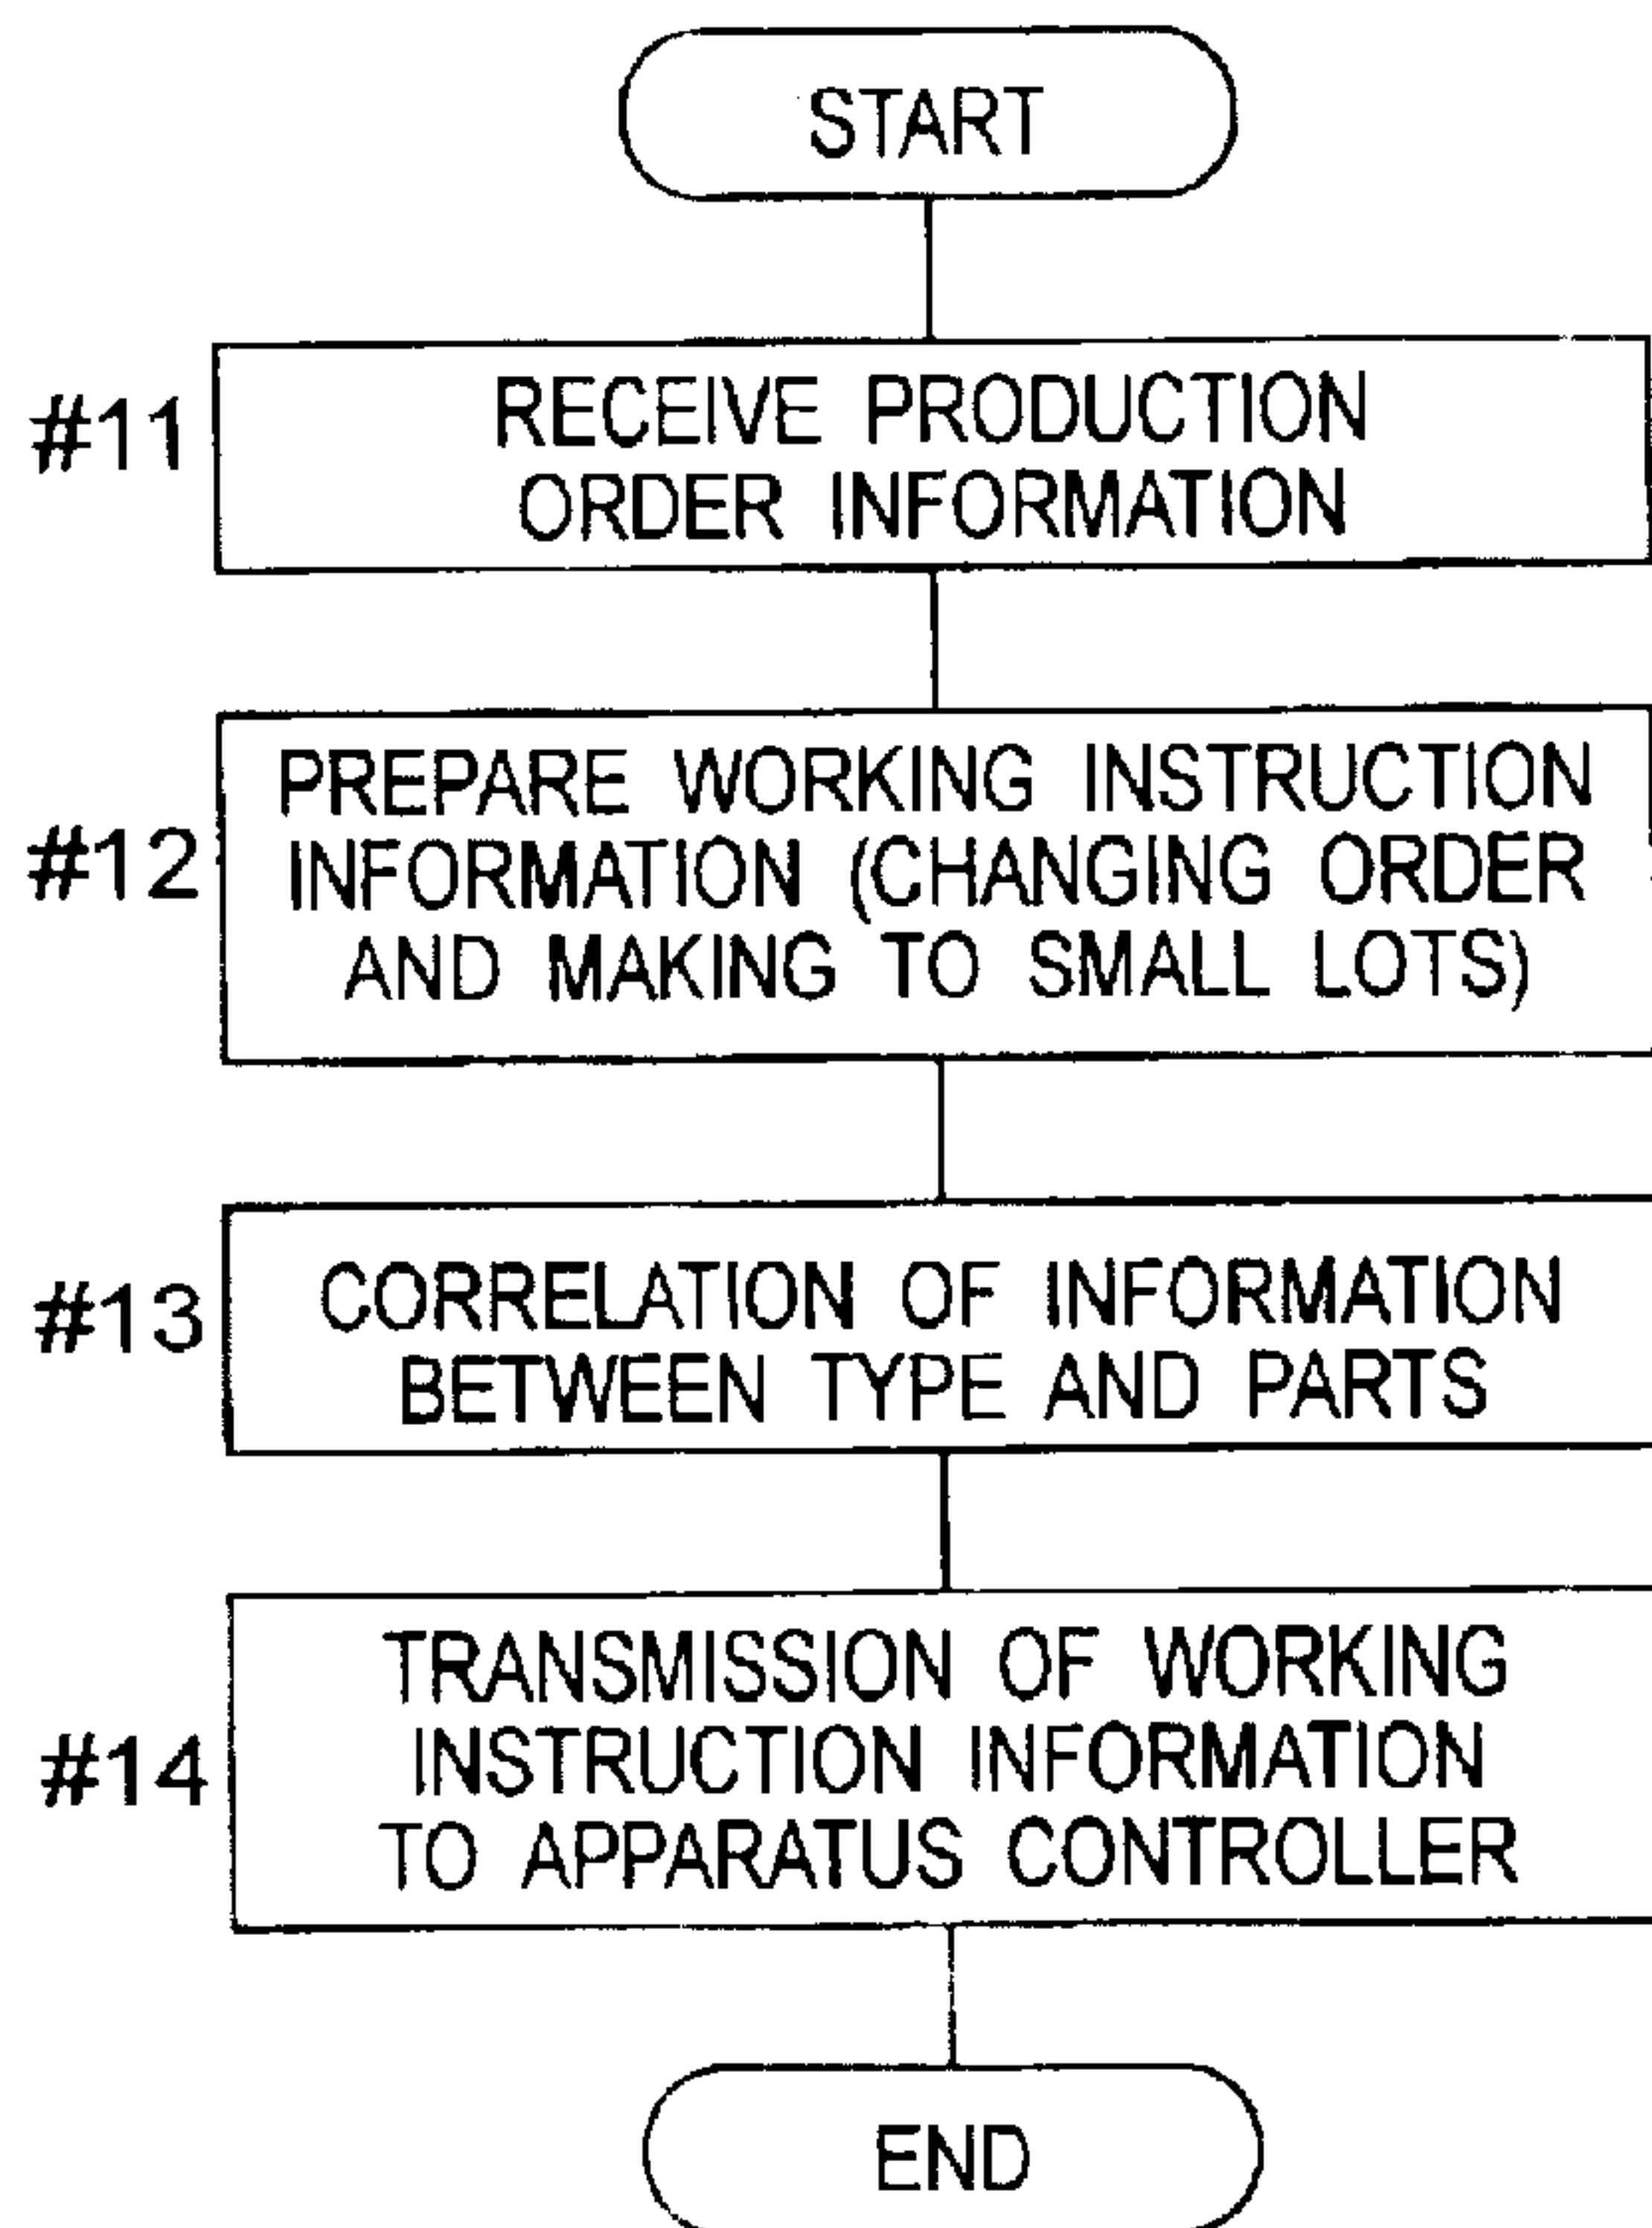 START
#11
RECEIVE PRODUCTION
ORDER INFORMATION
#12
PREPARE WORKING INSTRUCTION
INFORMATION (CHANGING ORDER
AND MAKING TO SMALL LOTS)
#13
CORRELATION OF INFORMATION
BETWEEN TYPE AND PARTS
#14
TRANSMISSION OF WORKING
INSTRUCTION INFORMATION
TO APPARATUS CONTROLLER
END